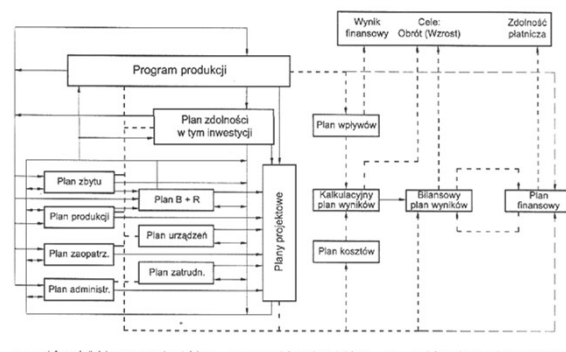 Wynik
finansowy
Cele:
Obrót (Wzrost)
Zdolność
płatnicza
Program produkcji
Plan zdolności
w tym inwestycji
Plan wpływów
Plan zbytu
Plan B + R
Plan produkcji
Plan urządzeń
Plan zaopatrz.
Plan zatrudn.
Plan administr.
Plany projektowe
Kalkulacyjny
plan wyników
Bilansowy
plan wyników
Plan
finansowy
Plan kosztów